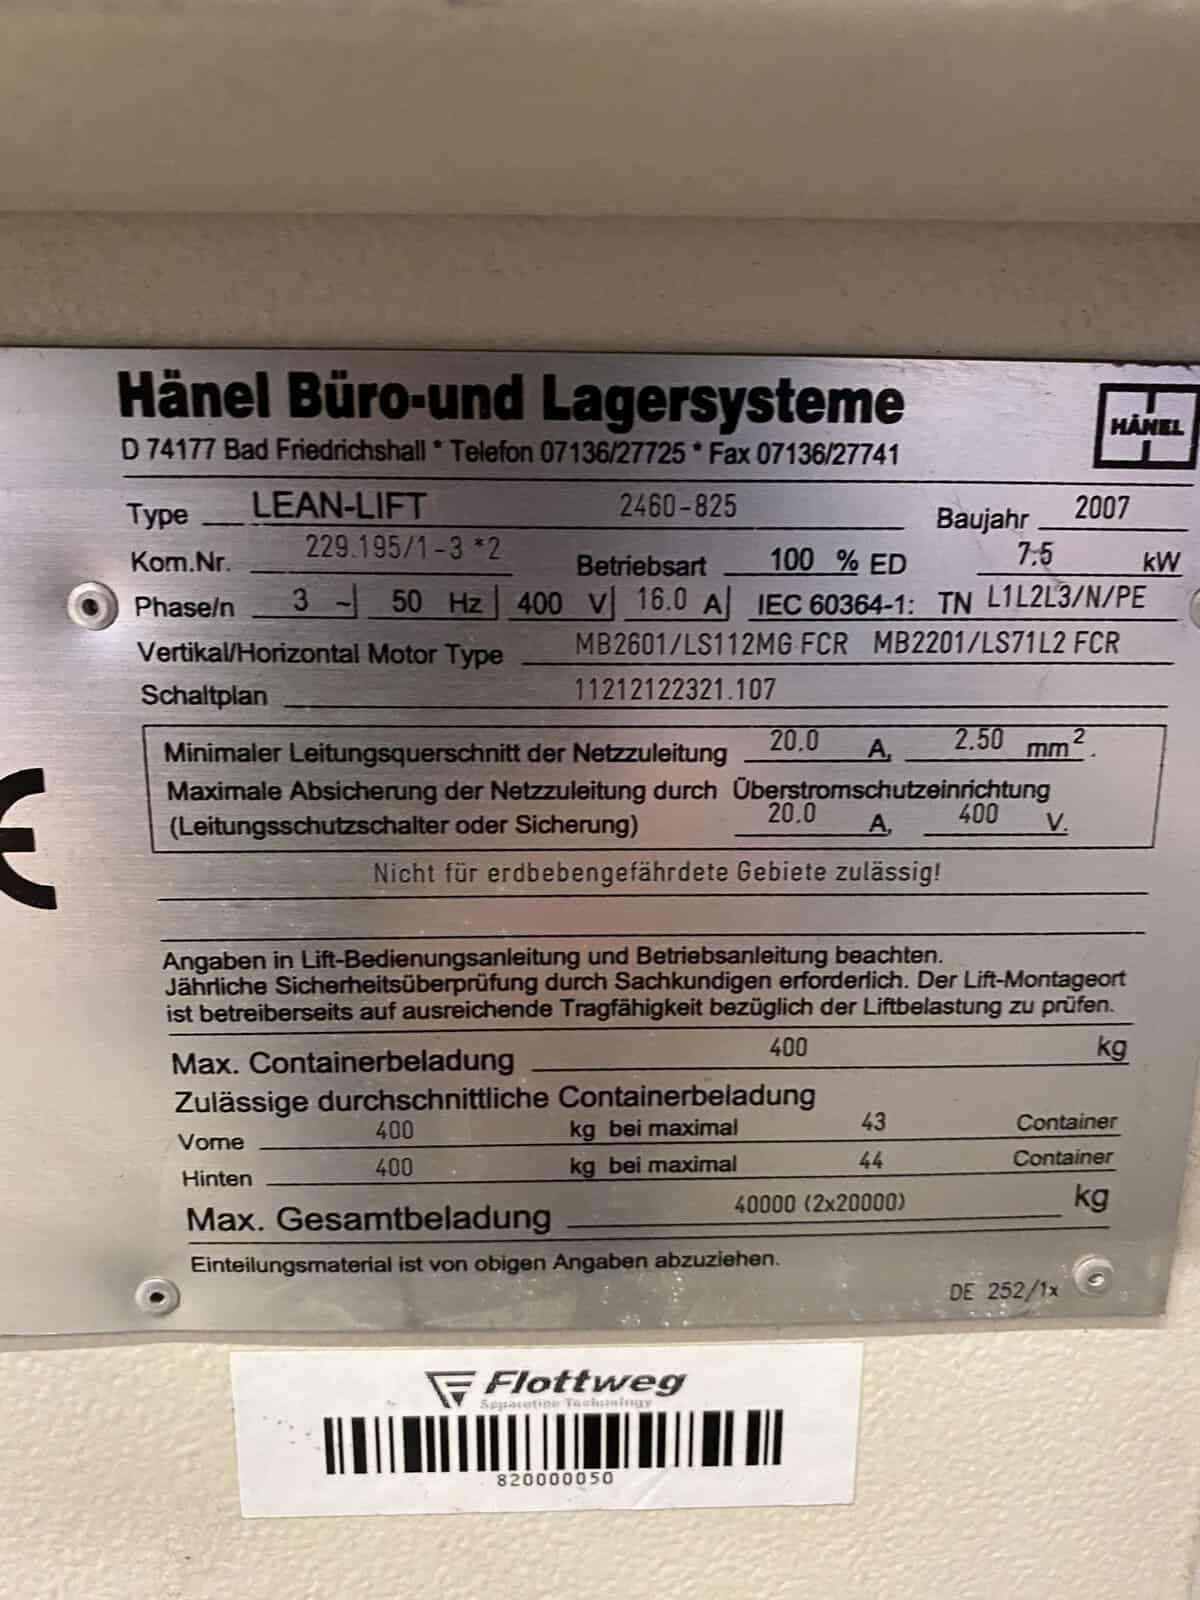 Hänel Büro-und Lagersysteme
HÄNEL
D 74177 Bad Friedrichshall * Telefon 07136/27725 * Fax 07136/27741
Type LEAN-LIFT 2460-825 Baujahr 2007
Kom.Nr. 229.195/1-3 *2 Betriebsart 100 % ED 7.5 kW
Phase/n 3 ~ 50 Hz 400 V 16.0 A IEC 60364-1: TN L1L2L3/N/PE
Vertikal/Horizontal Motor Type MB2601/LS112MG FCR MB2201/LS71L2 FCR
Schaltplan 11212122321.107
Minimaler Leitungsquerschnitt der Netzzuleitung 20.0 A, 2.50 mm².
Maximale Absicherung der Netzzuleitung durch Überstromschutzeinrichtung
(Leitungsschutzschalter oder Sicherung) 20.0 A, 400 V.
CE
Nicht für erdbebengefährdete Gebiete zulässig!
Angaben in Lift-Bedienungsanleitung und Betriebsanleitung beachten.
Jährliche Sicherheitsüberprüfung durch Sachkundigen erforderlich. Der Lift-Montageort
ist betreiberseits auf ausreichende Tragfähigkeit bezüglich der Liftbelastung zu prüfen.
Max. Containerbeladung 400 kg
Zulässige durchschnittliche Containerbeladung
Vorne 400 kg bei maximal 43 Container
Hinten 400 kg bei maximal 44 Container
Max. Gesamtbeladung 40000 (2x20000) kg
Einteilungsmaterial ist von obigen Angaben abzuziehen.
DE 252/1x
Flottweg
Separation Technology
820000050